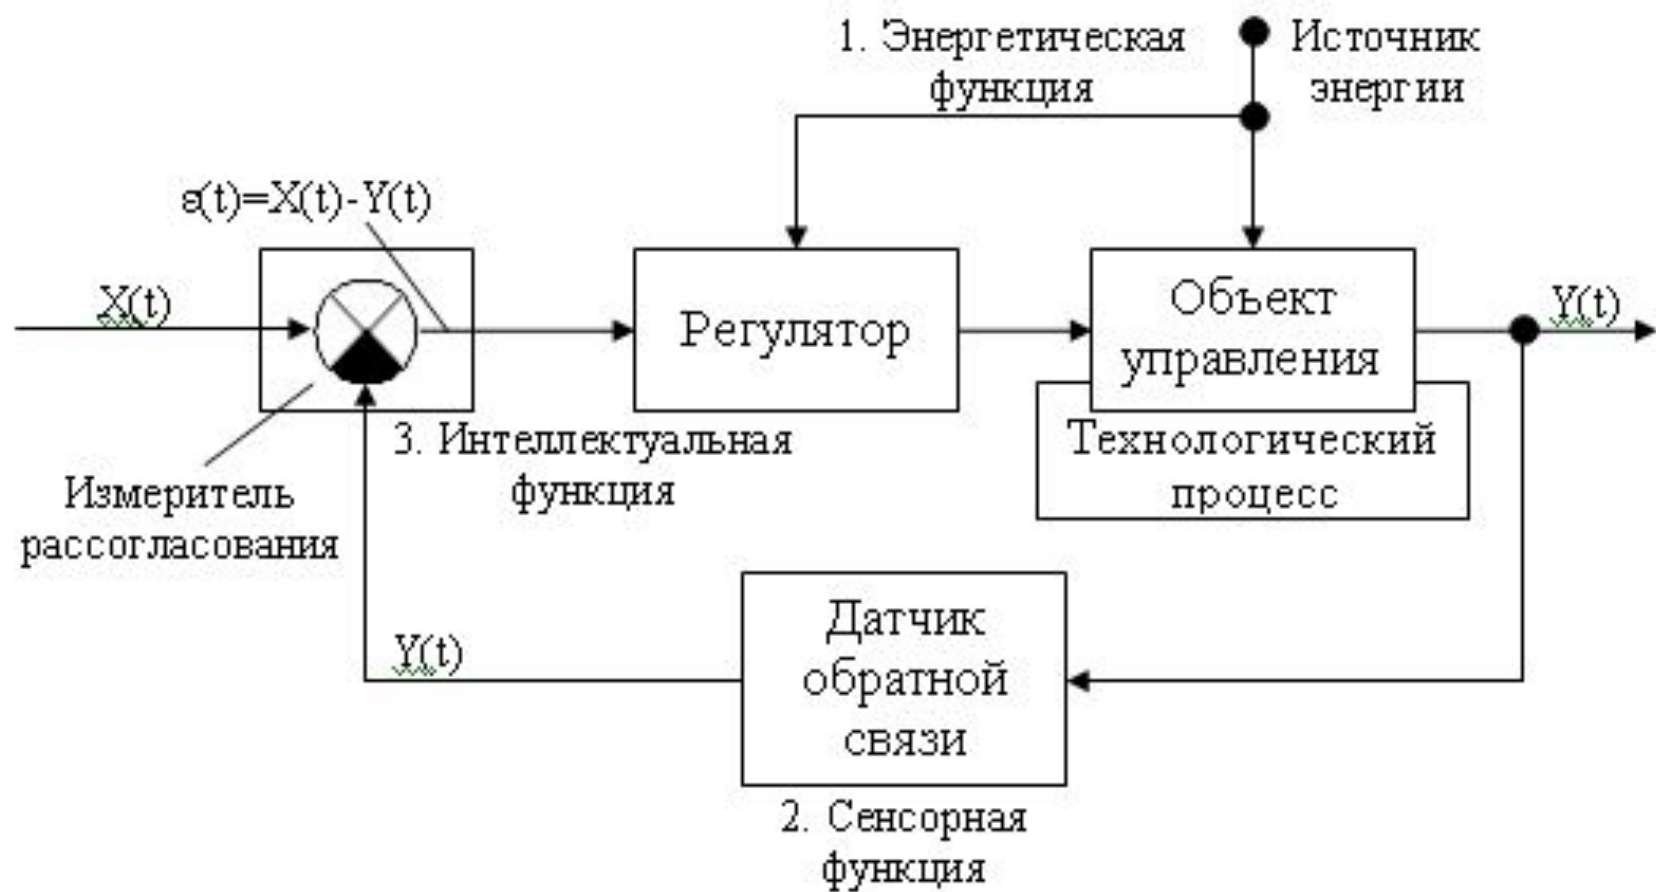 1. Энергетическая
функция
Источник
энергии
ε(t)=X(t)-Y(t)
X(t)
Регулятор
Объект
управления
Y(t)
Технологический
процесс
3. Интеллектуальная
функция
Измеритель
рассогласования
Y(t)
Датчик
обратной
связи
2. Сенсорная
функция